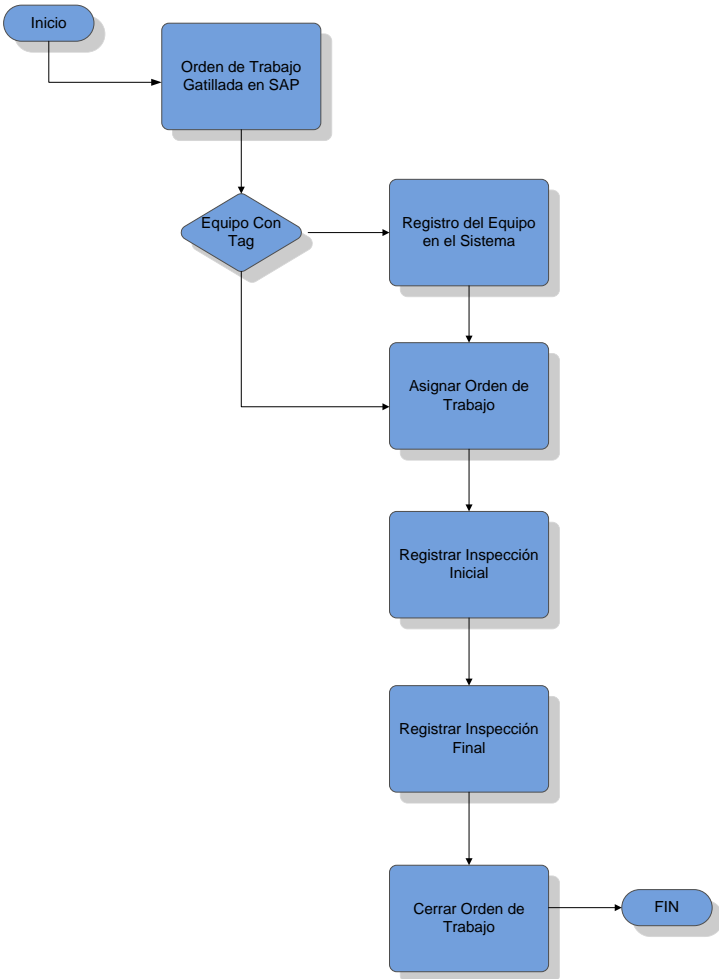 Inicio
Orden de Trabajo
Gatillada en SAP
Equipo Con
Tag
Registro del Equipo
en el Sistema
Asignar Orden de
Trabajo
Registrar Inspección
Inicial
Registrar Inspección
Final
Cerrar Orden de
Trabajo
FIN